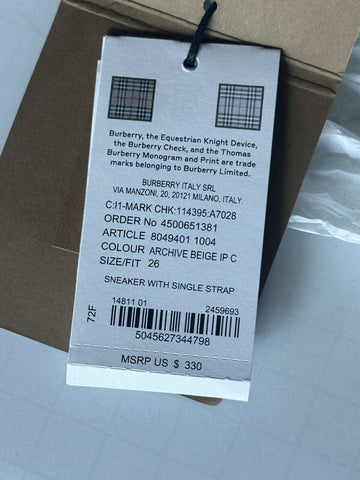 Burberry, the Equestrian Knight Device,
the Burberry Check, and the Thomas
Burberry Monogram and Print are trade
marks belonging to Burberry Limited.
BURBERRY ITALY SRL
VIA MANZONI, 20, 20121 MILANO, ITALY.
C:I1-MARK CHK:114395:A7028
ORDER No 4500651381
ARTICLE 8049401 1004
COLOUR ARCHIVE BEIGE IP C
SIZE/FIT 26
SNEAKER WITH SINGLE STRAP
72F
14811 01 2459693
5045627344798
MSRP US $ 330